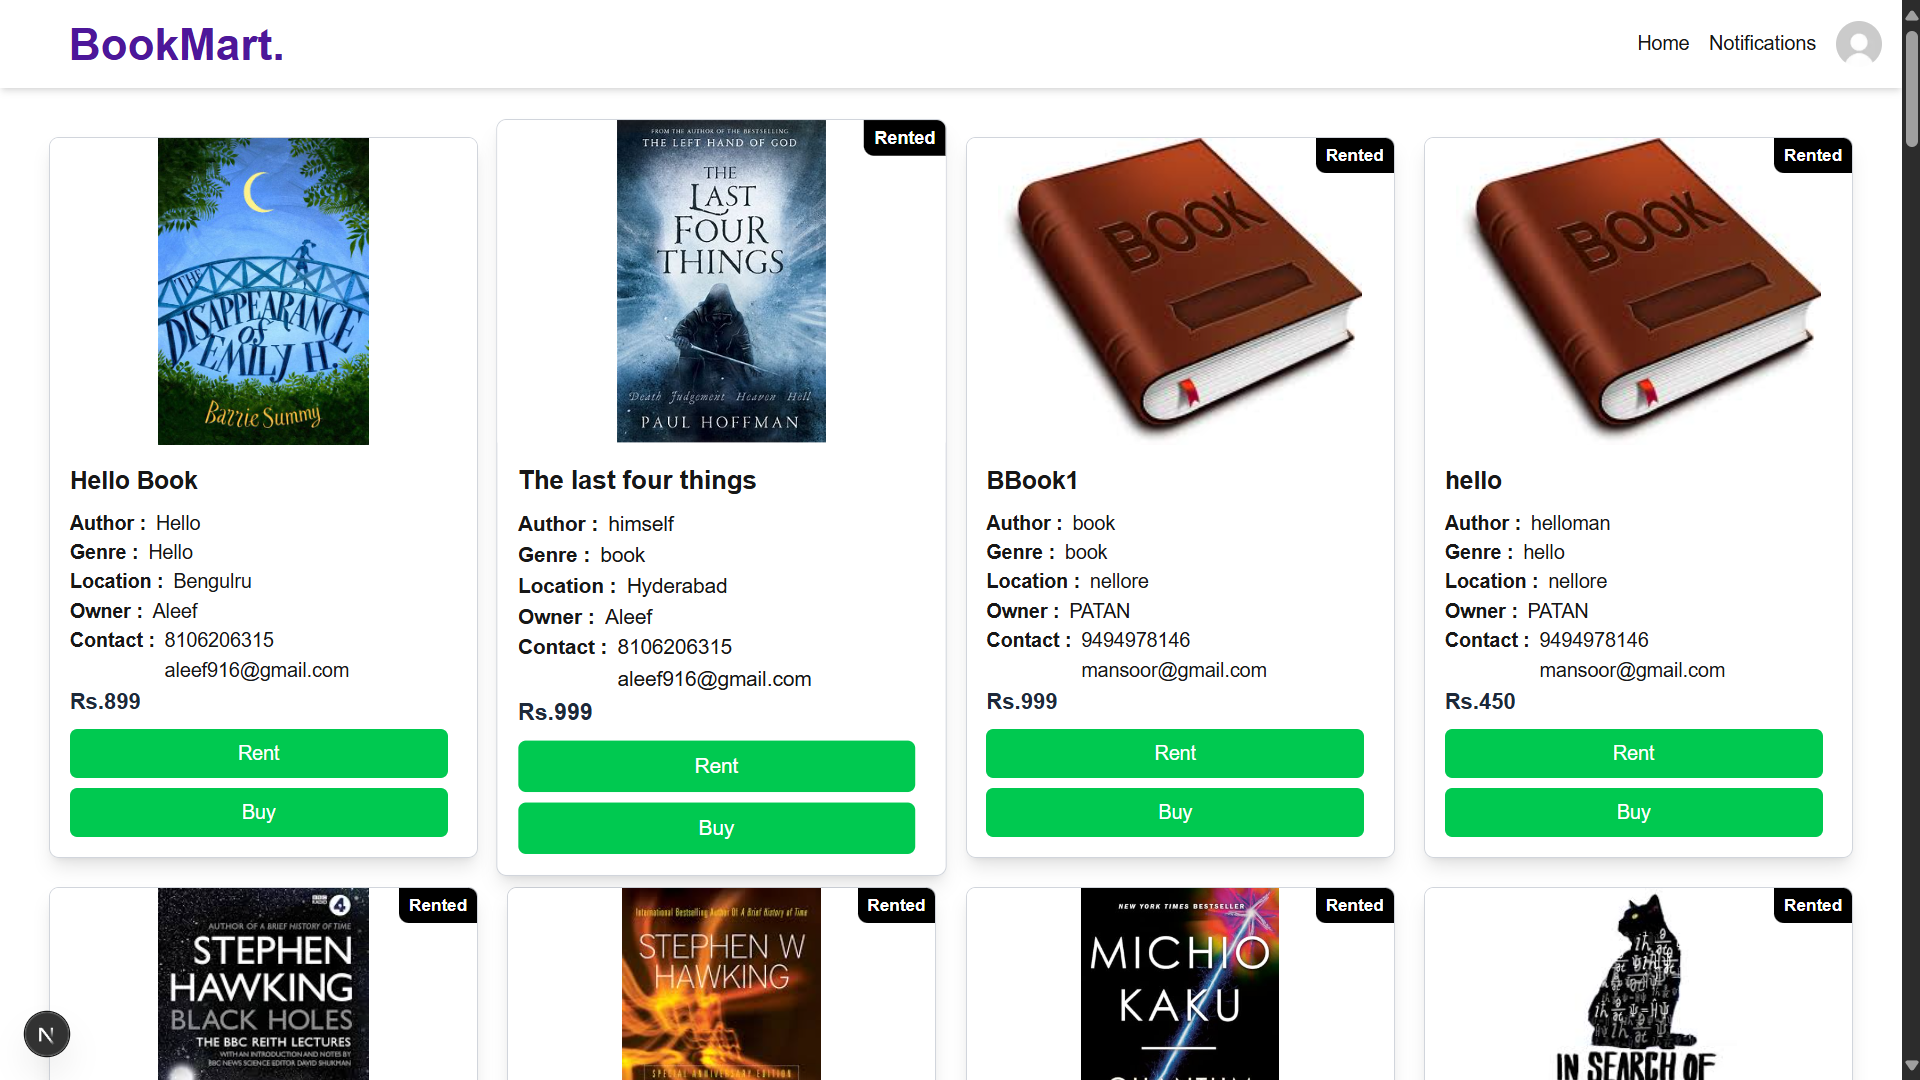 BookMart.
Home Notifications
THE
DISAPPEARANCE
of
EMILY H.
Barrie Summy
Hello Book
Author : Hello
Genre : Hello
Location : Bengulru
Owner : Aleef
Contact : 8106206315
aleef916@gmail.com
Rs.899
Rent
Buy
Rented
FROM THE AUTHOR OF THE BESTSELLING
THE LEFT HAND OF GOD
THE
LAST
FOUR
THINGS
Death Judgement Heaven Hell
PAUL HOFFMAN
The last four things
Author : himself
Genre : book
Location : Hyderabad
Owner : Aleef
Contact : 8106206315
aleef916@gmail.com
Rs.999
Rent
Buy
Rented
BOOK
BBook1
Author : book
Genre : book
Location : nellore
Owner : PATAN
Contact : 9494978146
mansoor@gmail.com
Rs.999
Rent
Buy
Rented
BOOK
hello
Author : helloman
Genre : hello
Location : nellore
Owner : PATAN
Contact : 9494978146
mansoor@gmail.com
Rs.450
Rent
Buy
Rented
BBC RADIO 4
AUTHOR OF A BRIEF HISTORY OF TIME
STEPHEN
HAWKING
BLACK HOLES
THE BBC REITH LECTURES
WITH AN INTRODUCTION AND NOTES BY
BBC NEWS SCIENCE EDITOR DAVID SHUKMAN
Rented
International Bestselling Author Of A Brief History of Time
STEPHEN W
HAWKING
SPECIAL ANNIVERSARY EDITION
Rented
NEW YORK TIMES BESTSELLER
MICHIO
KAKU
QUANTUM
Rented
IN SEARCH OF
N